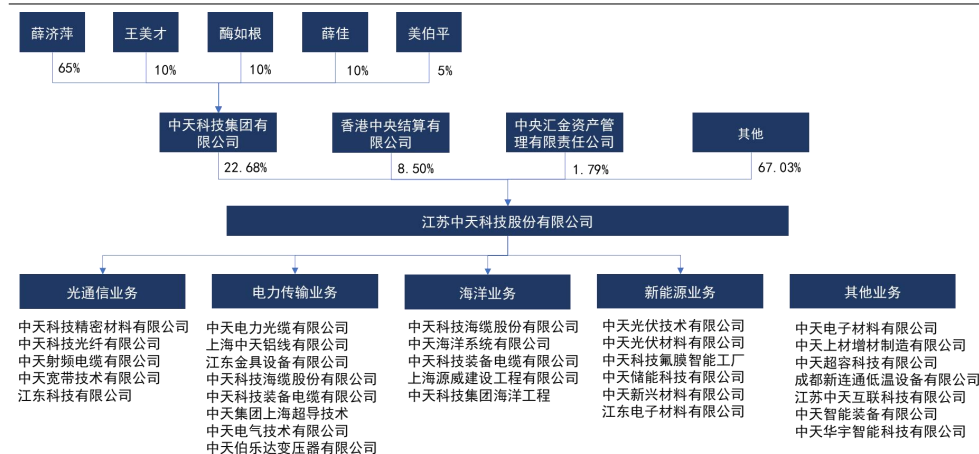 薛济萍
王美才
酶如根
薛佳
美伯平
65%
10%
10%
10%
5%
中天科技集团有
限公司
香港中央结算有
限公司
中央汇金资产管
理有限责任公司
其他
22.68%
8.50%
1.79%
67.03%
江苏中天科技股份有限公司
光通信业务
中天科技精密材料有限公司
中天科技光纤有限公司
中天射频电缆有限公司
中天宽带技术有限公司
江东科技有限公司
电力传输业务
中天电力光缆有限公司
上海中天铝线有限公司
江东金具设备有限公司
中天科技海缆股份有限公司
中天科技装备电缆有限公司
中天集团上海超导技术
中天电气技术有限公司
中天伯乐达变压器有限公司
海洋业务
中天科技海缆股份有限公司
中天海洋系统有限公司
中天科技装备电缆有限公司
上海源威建设工程有限公司
中天科技集团海洋工程
新能源业务
中天光伏技术有限公司
中天光伏材料有限公司
中天科技氟膜智能工厂
中天储能科技有限公司
中天新兴材料有限公司
江东电子材料有限公司
其他业务
中天电子材料有限公司
中天上材增材制造有限公司
中天超容科技有限公司
成都新连通低温设备有限公司
江苏中天互联科技有限公司
中天智能装备有限公司
中天华宇智能科技有限公司